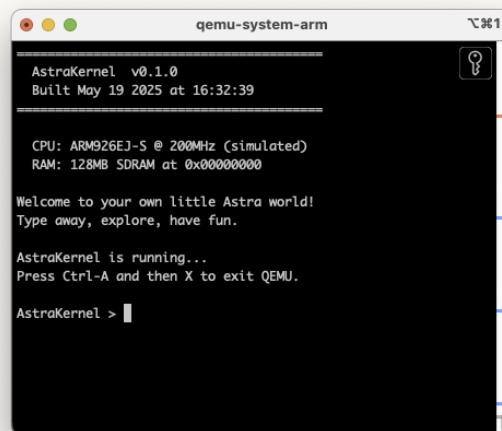 qemu-system-arm
⌥⌘1
AstraKernel v0.1.0
Built May 19 2025 at 16:32:39
CPU: ARM926EJ-S @ 200MHz (simulated)
RAM: 128MB SDRAM at 0x00000000
Welcome to your own little Astra world!
Type away, explore, have fun.
AstraKernel is running...
Press Ctrl-A and then X to exit QEMU.
AstraKernel >